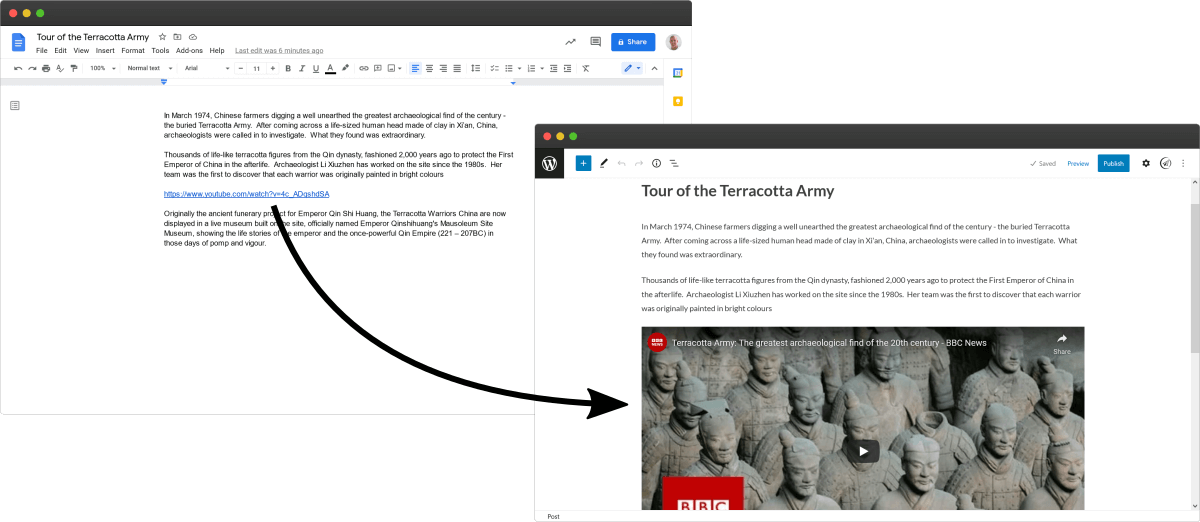 Tour of the Terracotta Army
File Edit View Insert Format Tools Add-ons Help Last edit was 6 minutes ago
Share
100% Normal text Arial 11 B I U A
In March 1974, Chinese farmers digging a well unearthed the greatest archaeological find of the century -
the buried Terracotta Army. After coming across a life-sized human head made of clay in Xi'an, China,
archaeologists were called in to investigate. What they found was extraordinary.
Thousands of life-like terracotta figures from the Qin dynasty, fashioned 2,000 years ago to protect the First
Emperor of China in the afterlife. Archaeologist Li Xiuzhen has worked on the site since the 1980s. Her
team was the first to discover that each warrior was originally painted in bright colours
https://www.youtube.com/watch?v=4c_ADqshdSA
Originally the ancient funerary project for Emperor Qin Shi Huang, the Terracotta Warriors China are now
displayed in a live museum built on the site, officially named Emperor Qinshihuang's Mausoleum Site
Museum, showing the life stories of the emperor and the once-powerful Qin Empire (221 – 207BC) in
those days of pomp and vigour.
Saved Preview Publish
Tour of the Terracotta Army
In March 1974, Chinese farmers digging a well unearthed the greatest archaeological find of the century - the buried Terracotta
Army. After coming across a life-sized human head made of clay in Xi'an, China, archaeologists were called in to investigate. What
they found was extraordinary.
Thousands of life-like terracotta figures from the Qin dynasty, fashioned 2,000 years ago to protect the First Emperor of China in
the afterlife. Archaeologist Li Xiuzhen has worked on the site since the 1980s. Her team was the first to discover that each warrior
was originally painted in bright colours
BBC NEWS Terracotta Army: The greatest archaeological find of the 20th century - BBC News
Share
BBC
Post